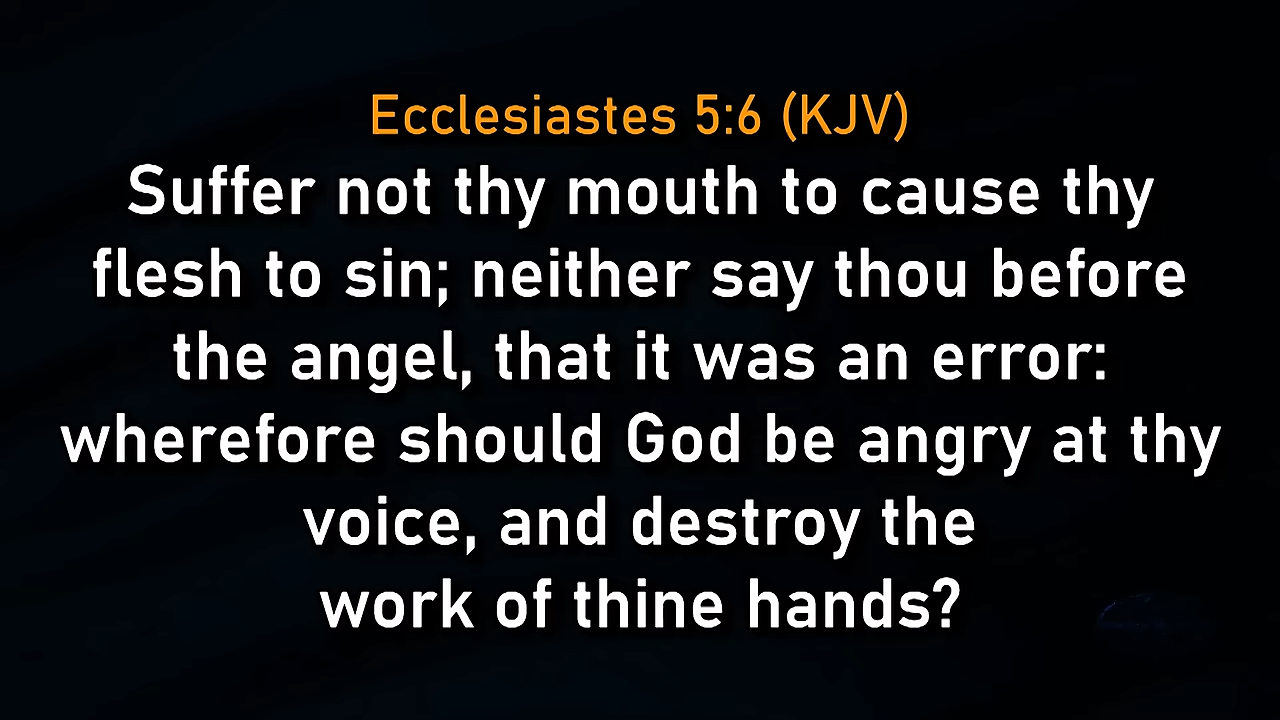 Ecclesiastes 5:6 (KJV)
Suffer not thy mouth to cause thy
flesh to sin; neither say thou before
the angel, that it was an error:
wherefore should God be angry at thy
voice, and destroy the
work of thine hands?